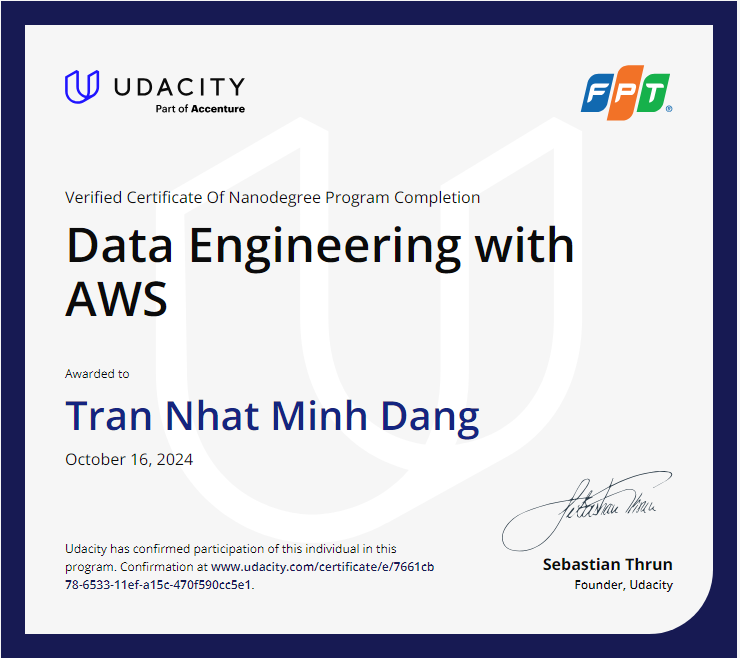 UDACITY
Part of Accenture
FPT®
Verified Certificate Of Nanodegree Program Completion
Data Engineering with
AWS
Awarded to
Tran Nhat Minh Dang
October 16, 2024
Sebastian Thrun
Udacity has confirmed participation of this individual in this
program. Confirmation at www.udacity.com/certificate/e/7661cb
78-6533-11ef-a15c-470f590cc5e1.
Sebastian Thrun
Founder, Udacity